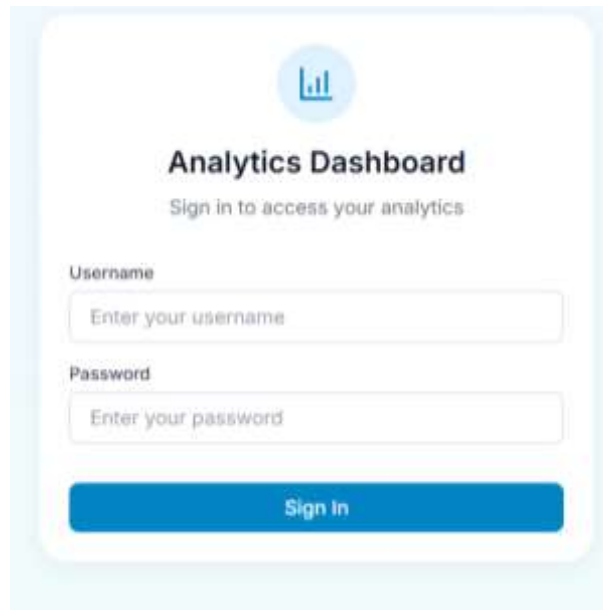 Analytics Dashboard
Sign in to access your analytics
Username
Enter your username
Password
Enter your password
Sign In